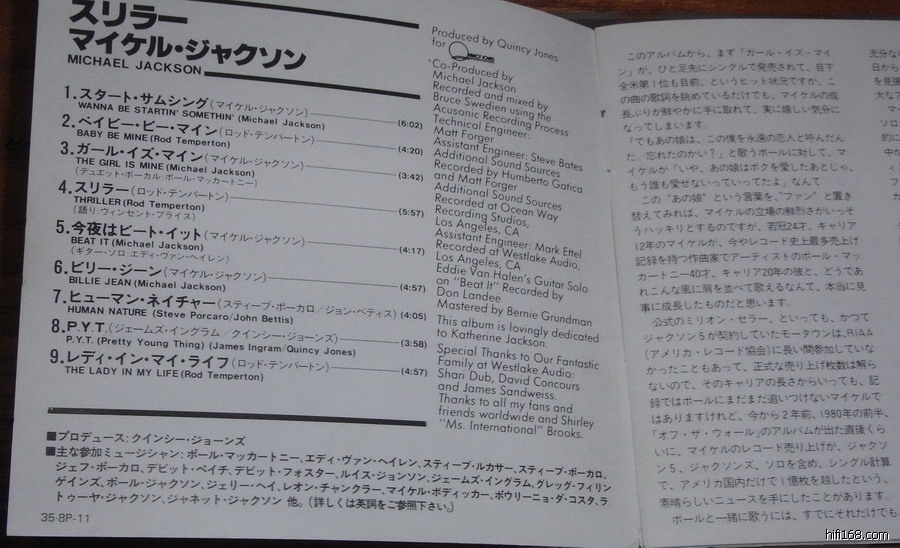 スリラー
マイケル・ジャクソン
MICHAEL JACKSON
1.スタート・サムシング(マイケル・ジャクソン) (6:02)
WANNA BE STARTIN' SOMETHIN' (Michael Jackson)
2.ベイビー・ビー・マイン(ロッド・テンパートン) (4:20)
BABY BE MINE (Rod Temperton)
3.ガール・イズ・マイン(マイケル・ジャクソン) (3:42)
THE GIRL IS MINE (Michael Jackson)
(デュエット・ボーカル:ポール・マッカートニー)
4.スリラー(ロッド・テンパートン) (5:57)
THRILLER (Rod Temperton)
(語り:ヴィンセント・プライス)
5.今夜はビート・イット(マイケル・ジャクソン) (4:17)
BEAT IT (Michael Jackson)
(ギター・ソロ:エディ・ヴァン・ヘイレン)
6.ビリー・ジーン(マイケル・ジャクソン) (4:57)
BILLIE JEAN (Michael Jackson)
7.ヒューマン・ネイチャー(スティーブ・ポーカロ/ジョン・ベティス) (4:05)
HUMAN NATURE (Steve Porcaro/John Bettis)
8.P.Y.T.(ジェームス・イングラム/クインシー・ジョーンズ) (3:58)
P.Y.T. (Pretty Young Thing) (James Ingram/Quincy Jones)
9.レディ・イン・マイ・ライフ(ロッド・テンパートン) (4:57)
THE LADY IN MY LIFE (Rod Temperton)
■プロデュース:クインシー・ジョーンズ
■主な参加ミュージシャン:ポール・マッカートニー、エディ・ヴァン・ヘイレン、スティーブ・ルカサー、スティーブ・ポーカロ、
ジェフ・ポーカロ、デビット・ペイチ、デビット・フォスター、ルイス・ジョンソン、ジェームス・イングラム、グレッグ・フィリン
ゲインズ、ポール・ジャクソン、ジェリー・ヘイ、レオン・チャンクラー、マイケル・ボディッカー、ポウリーニョ・ダ・コスタ、ラ
トゥーヤ・ジャクソン、ジャネット・ジャクソン 他。(詳しくは英詞をご参照下さい。)
35·8P-11
Produced by Quincy Jones
for
*Co-Produced by
Michael Jackson
Recorded and mixed by
Bruce Swedien using the
Acusonic Recording Process
Technical Engineer:
Matt Forger
Assistant Engineer: Steve Bates
Additional Sound Sources
Recorded by Humberto Gatica
and Matt Forger
Additional Sound Sources
Recorded at Ocean Way
Recording Studios,
Los Angeles, CA
Assistant Engineer: Mark Ettel
Recorded at Westlake Audio,
Los Angeles, CA
Eddie Van Halen's Guitar Solo
on "Beat It" Recorded by
Don Landee
Mastered by Bernie Grundman
This album is lovingly dedicated
to Katherine Jackson.
Special Thanks to Our Fantastic
Family at Westlake Audio:
Shari Dub, David Concours
and James Sandweiss.
Thanks to all my fans and
friends worldwide and Shirley
"Ms. International" Brooks.
このアルバムから、まず「ガール・イズ・マイ
ン」が、ひと足先にシングルで発売されて、目下
全米第1位も目前、というヒット状況ですが、こ
の曲の歌詞を眺めているだけでも、マイケルの成
長ぶりが鮮やかに手に取れて、実に嬉しい気分に
なってしまいます。
「でもあの娘は、この僕を永遠の恋人と呼んだん
だ。忘れたのかい?」と歌うポールに対して、マ
イケルが「いや、あの娘はボクを愛したあとじゃ、
もう誰も愛せないっていってたよ」なんて
この"あの娘"という言葉を、"ファン"と置き
替えてみれば、マイケルの立場の鮮烈さがいっそ
うハッキリとするのですが、若冠24才、キャリア
12年のマイケルが、今やレコード史上最多売上げ
記録を持つ作曲家でアーティストのポール・マッ
カートニー40才、キャリア20年の彼と、どうであ
れこんな風に肩を並べて歌えるなんて、本当に見
事に成長したものだと思います。
公式のミリオン・セラー、といっても、かつて
ジャクソン5が契約していたモータウンは、RIAA
(アメリカ・レコード協会)に長い間参加していな
かったこともあって、正式な売り上げ枚数は解ら
ないので、そのキャリアの長さからいっても、記
録ではポールにまだまだ追いつけないマイケルで
はありますけれど、今から2年前、1980年の前半、
「オフ・ザ・ウォール」のアルバムが出た直後くら
いに、マイケルのレコード売り上げが、ジャクソ
ン5、ジャクソンズ、ソロを含め、シングル計算
で、アメリカ国内だけで1億枚を越したという、
素晴らしいニュースを手にしたことがあります。
ポールと一緒に歌うには、すでにそれだけでも
hifi168.com